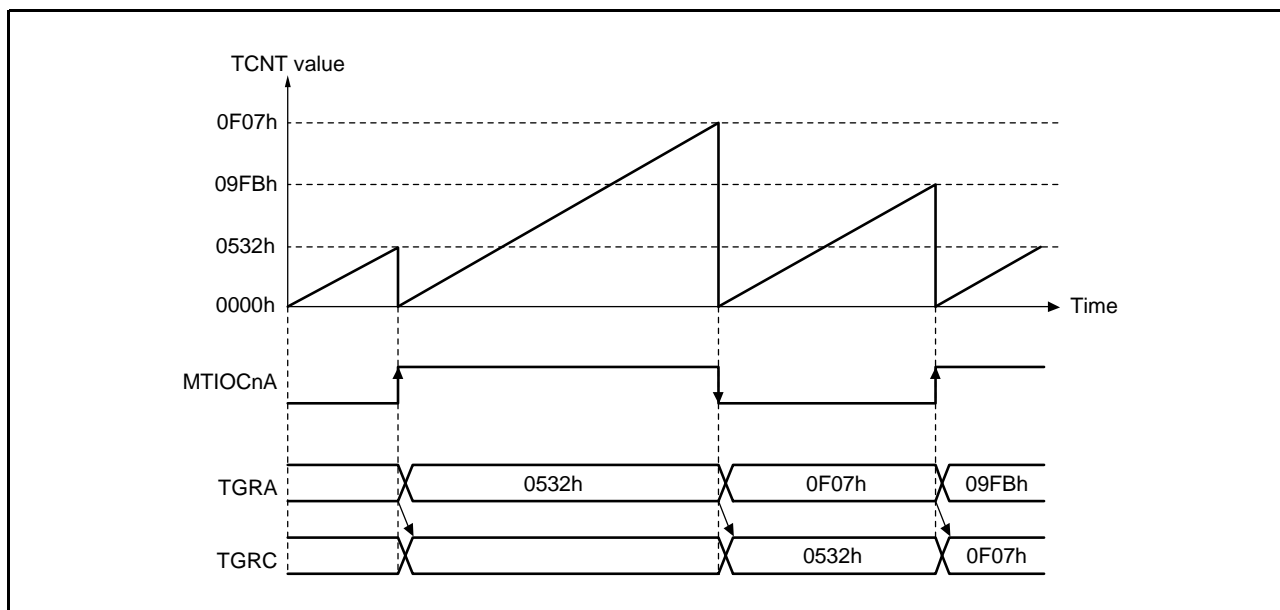 TCNT value
0F07h
09FBh
0532h
0000h
Time
MTIOCnA
TGRA
0532h
0F07h
09FBh
TGRC
0532h
0F07h